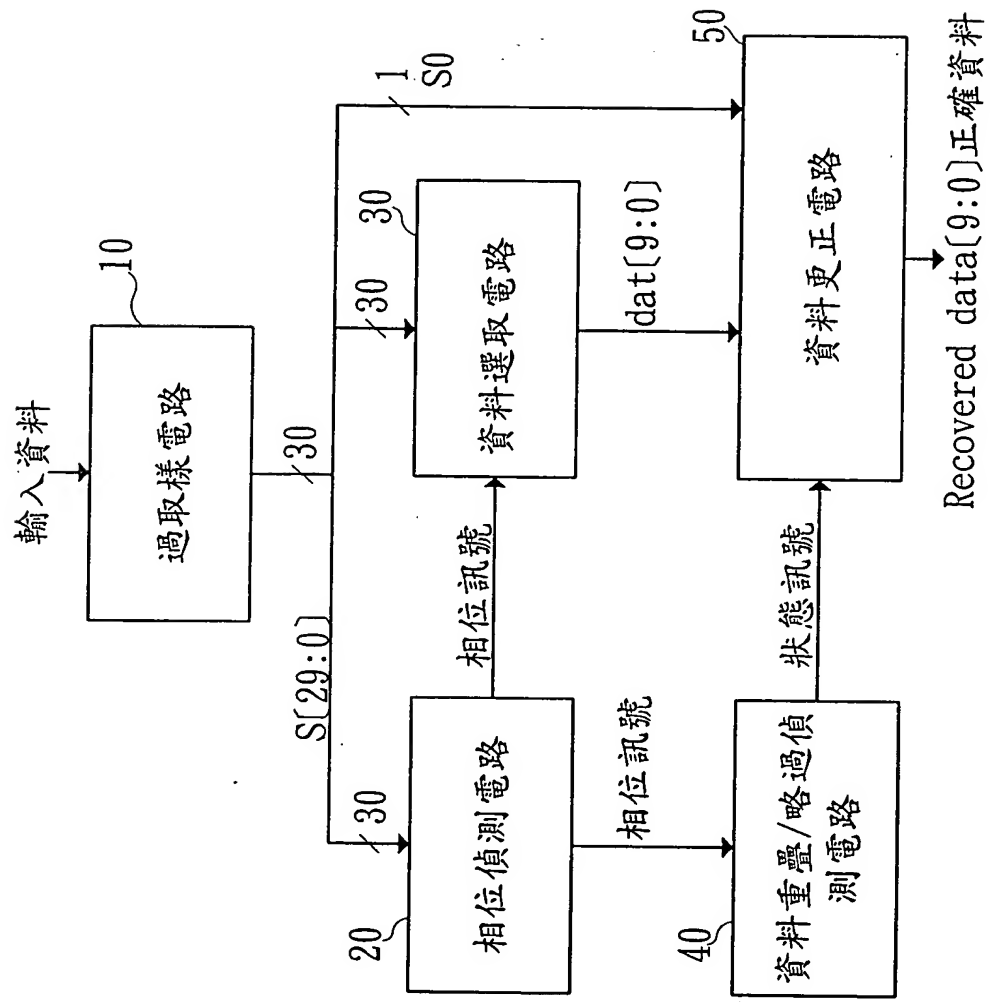 輸入資料
10
過取樣電路
30
S[29:0]
1
S0
30
30
30
20
相位偵測電路
相位訊號
資料選取電路
相位訊號
dat[9:0]
50
40
資料重疊/略過偵
測電路
狀態訊號
資料更正電路
Recovered data[9:0]正確資料